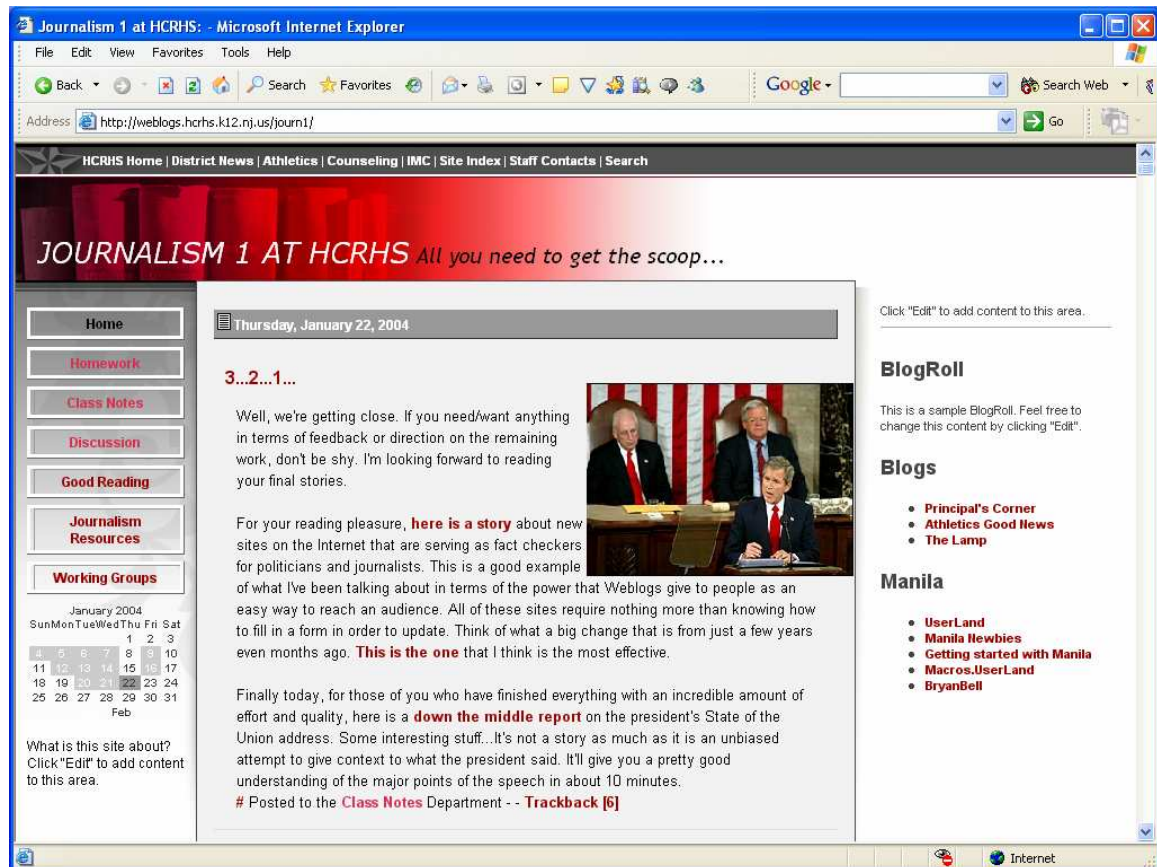 Journalism 1 at HCRHS: - Microsoft Internet Explorer
File Edit View Favorites Tools Help
Back Search Favorites Google Search Web
Address http://weblogs.hcrhs.k12.nj.us/journ1/ Go
HCRHS Home | District News | Athletics | Counseling | IMC | Site Index | Staff Contacts | Search
JOURNALISM 1 AT HCRHS All you need to get the scoop...
Home
Homework
Class Notes
Discussion
Good Reading
Journalism
Resources
Working Groups
January 2004
Sun Mon Tue Wed Thu Fri Sat
1 2 3
4 5 6 7 8 9 10
11 12 13 14 15 16 17
18 19 20 21 22 23 24
25 26 27 28 29 30 31
Feb
What is this site about?
Click "Edit" to add content
to this area.
Thursday, January 22, 2004
3...2...1...
Well, we're getting close. If you need/want anything
in terms of feedback or direction on the remaining
work, don't be shy. I'm looking forward to reading
your final stories.
For your reading pleasure, here is a story about new
sites on the Internet that are serving as fact checkers
for politicians and journalists. This is a good example
of what I've been talking about in terms of the power that Weblogs give to people as an
easy way to reach an audience. All of these sites require nothing more than knowing how
to fill in a form in order to update. Think of what a big change that is from just a few years
even months ago. This is the one that I think is the most effective.
Finally today, for those of you who have finished everything with an incredible amount of
effort and quality, here is a down the middle report on the president's State of the
Union address. Some interesting stuff...It's not a story as much as it is an unbiased
attempt to give context to what the president said. It'll give you a pretty good
understanding of the major points of the speech in about 10 minutes.
# Posted to the Class Notes Department - - Trackback [6]
Click "Edit" to add content to this area.
BlogRoll
This is a sample BlogRoll. Feel free to
change this content by clicking "Edit".
Blogs
Principal's Corner
Athletics Good News
The Lamp
Manila
UserLand
Manila Newbies
Getting started with Manila
Macros.UserLand
BryanBell
Internet